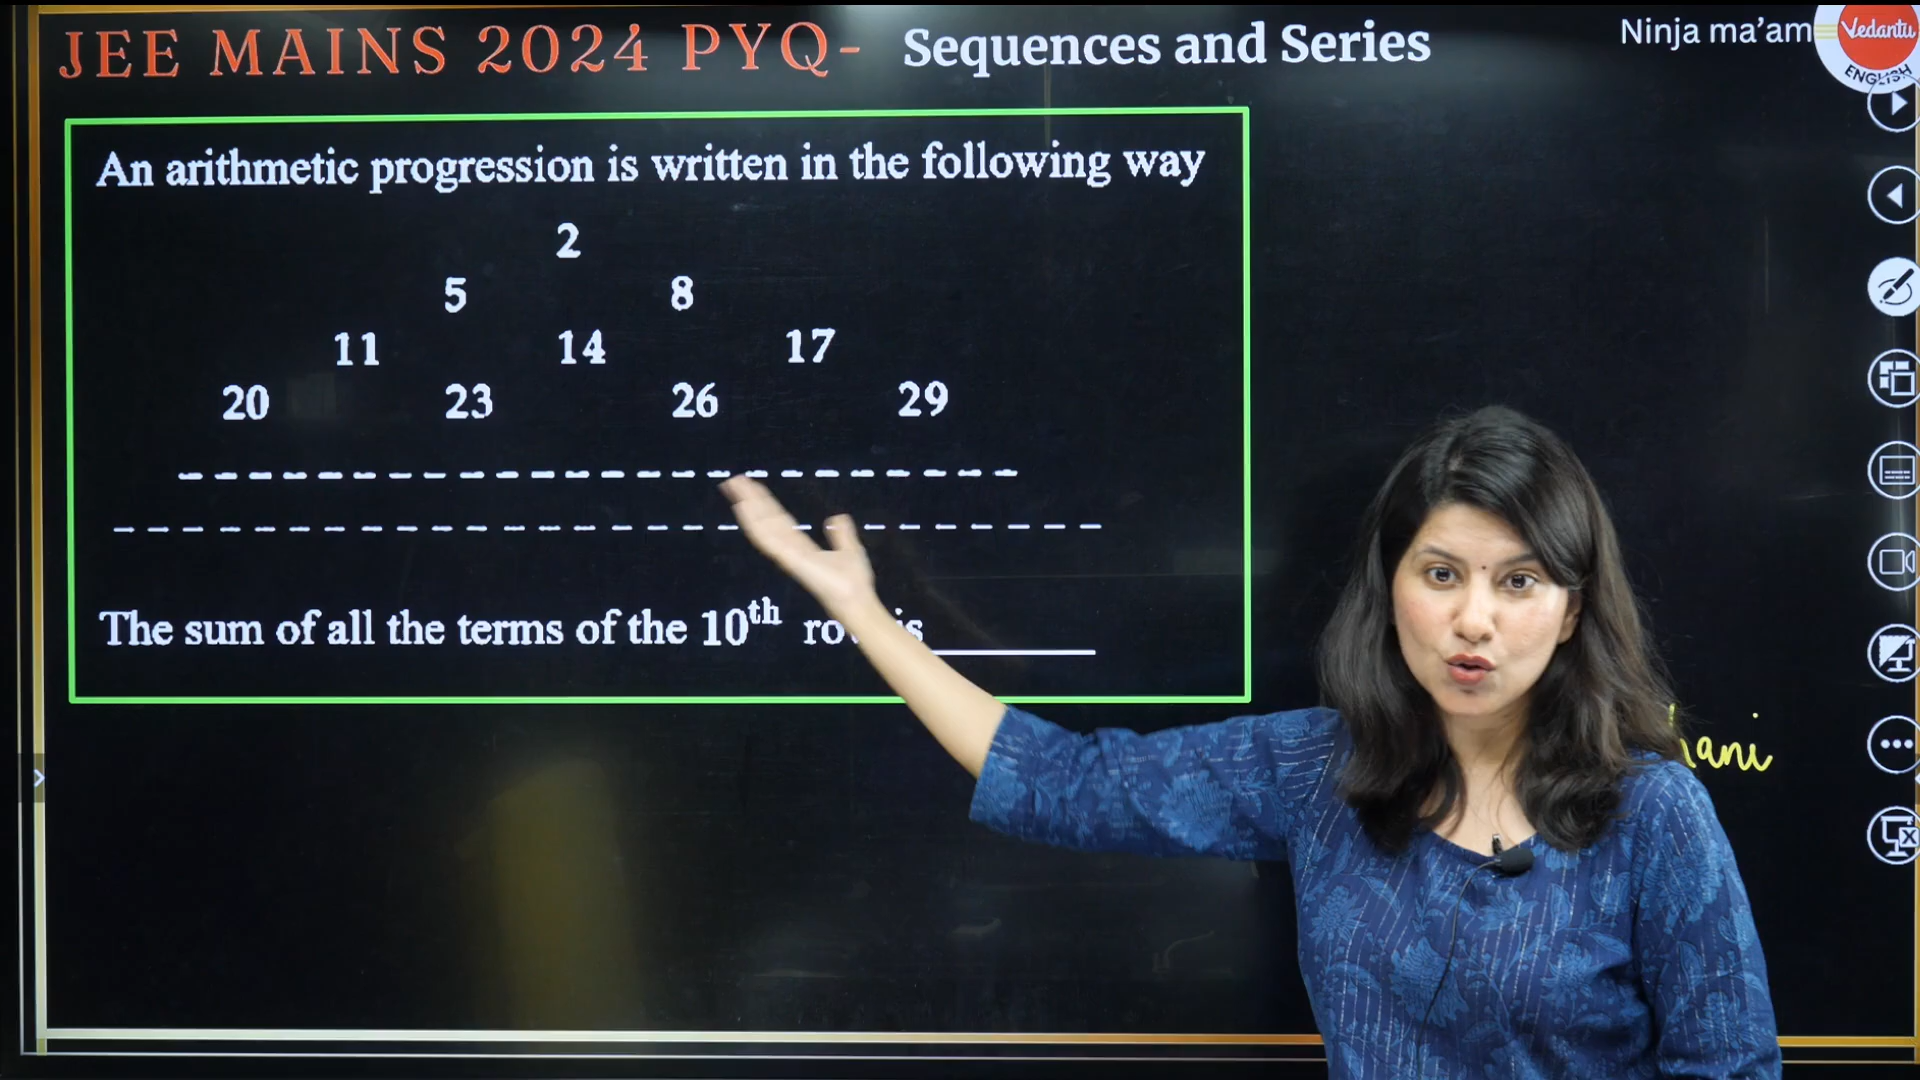 JEE MAINS 2024 PYQ- Sequences and Series
Ninja ma'am
Vedantu
ENGLISH
An arithmetic progression is written in the following way
2
5 8
11 14 17
20 23 26 29
The sum of all the terms of the 10th is